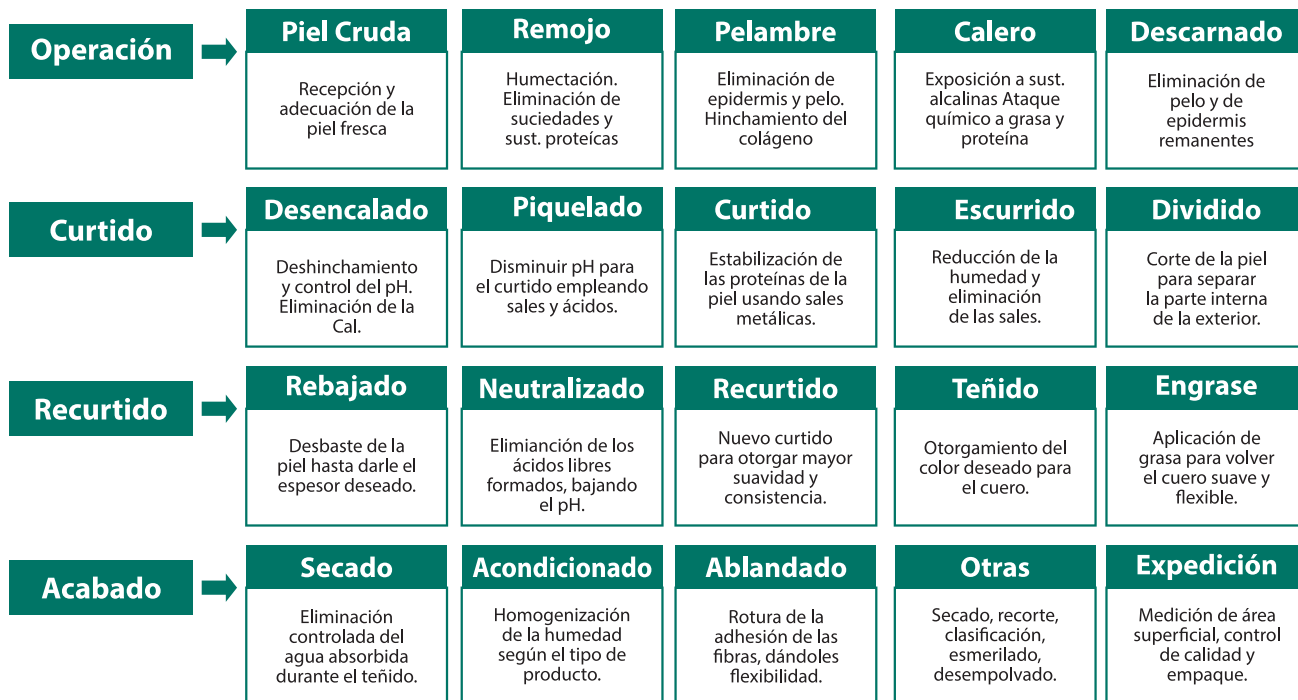 Operación
Piel Cruda
Recepción y
adecuación de la
piel fresca
Remojo
Humectación.
Eliminación de
suciedades y
sust. proteícas
Pelambre
Eliminación de
epidermis y pelo.
Hinchamiento del
colágeno
Calero
Exposición a sust.
alcalinas Ataque
químico a grasa y
proteína
Descarnado
Eliminación de
pelo y de
epidermis
remanentes
Curtido
Desencalado
Deshinchamiento
y control del pH.
Eliminación de la
Cal.
Piquelado
Disminuir pH para
el curtido empleando
sales y ácidos.
Curtido
Estabilización de
las proteínas de la
piel usando sales
metálicas.
Escurrido
Reducción de la
humedad y
eliminación
de las sales.
Dividido
Corte de la piel
para separar
la parte interna
de la exterior.
Recurtido
Rebajado
Desbaste de la
piel hasta darle el
espesor deseado.
Neutralizado
Elimianción de los
ácidos libres
formados, bajando
el pH.
Recurtido
Nuevo curtido
para otorgar mayor
suavidad y
consistencia.
Teñido
Otorgamiento del
color deseado para
el cuero.
Engrase
Aplicación de
grasa para volver
el cuero suave y
flexible.
Acabado
Secado
Eliminación
controlada del
agua absorbida
durante el teñido.
Acondicionado
Homogenización
de la humedad
según el tipo de
producto.
Ablandado
Rotura de la
adhesión de las
fibras, dándoles
flexibilidad.
Otras
Secado, recorte,
clasificación,
esmerilado,
desempolvado.
Expedición
Medición de área
superficial, control
de calidad y
empaque.